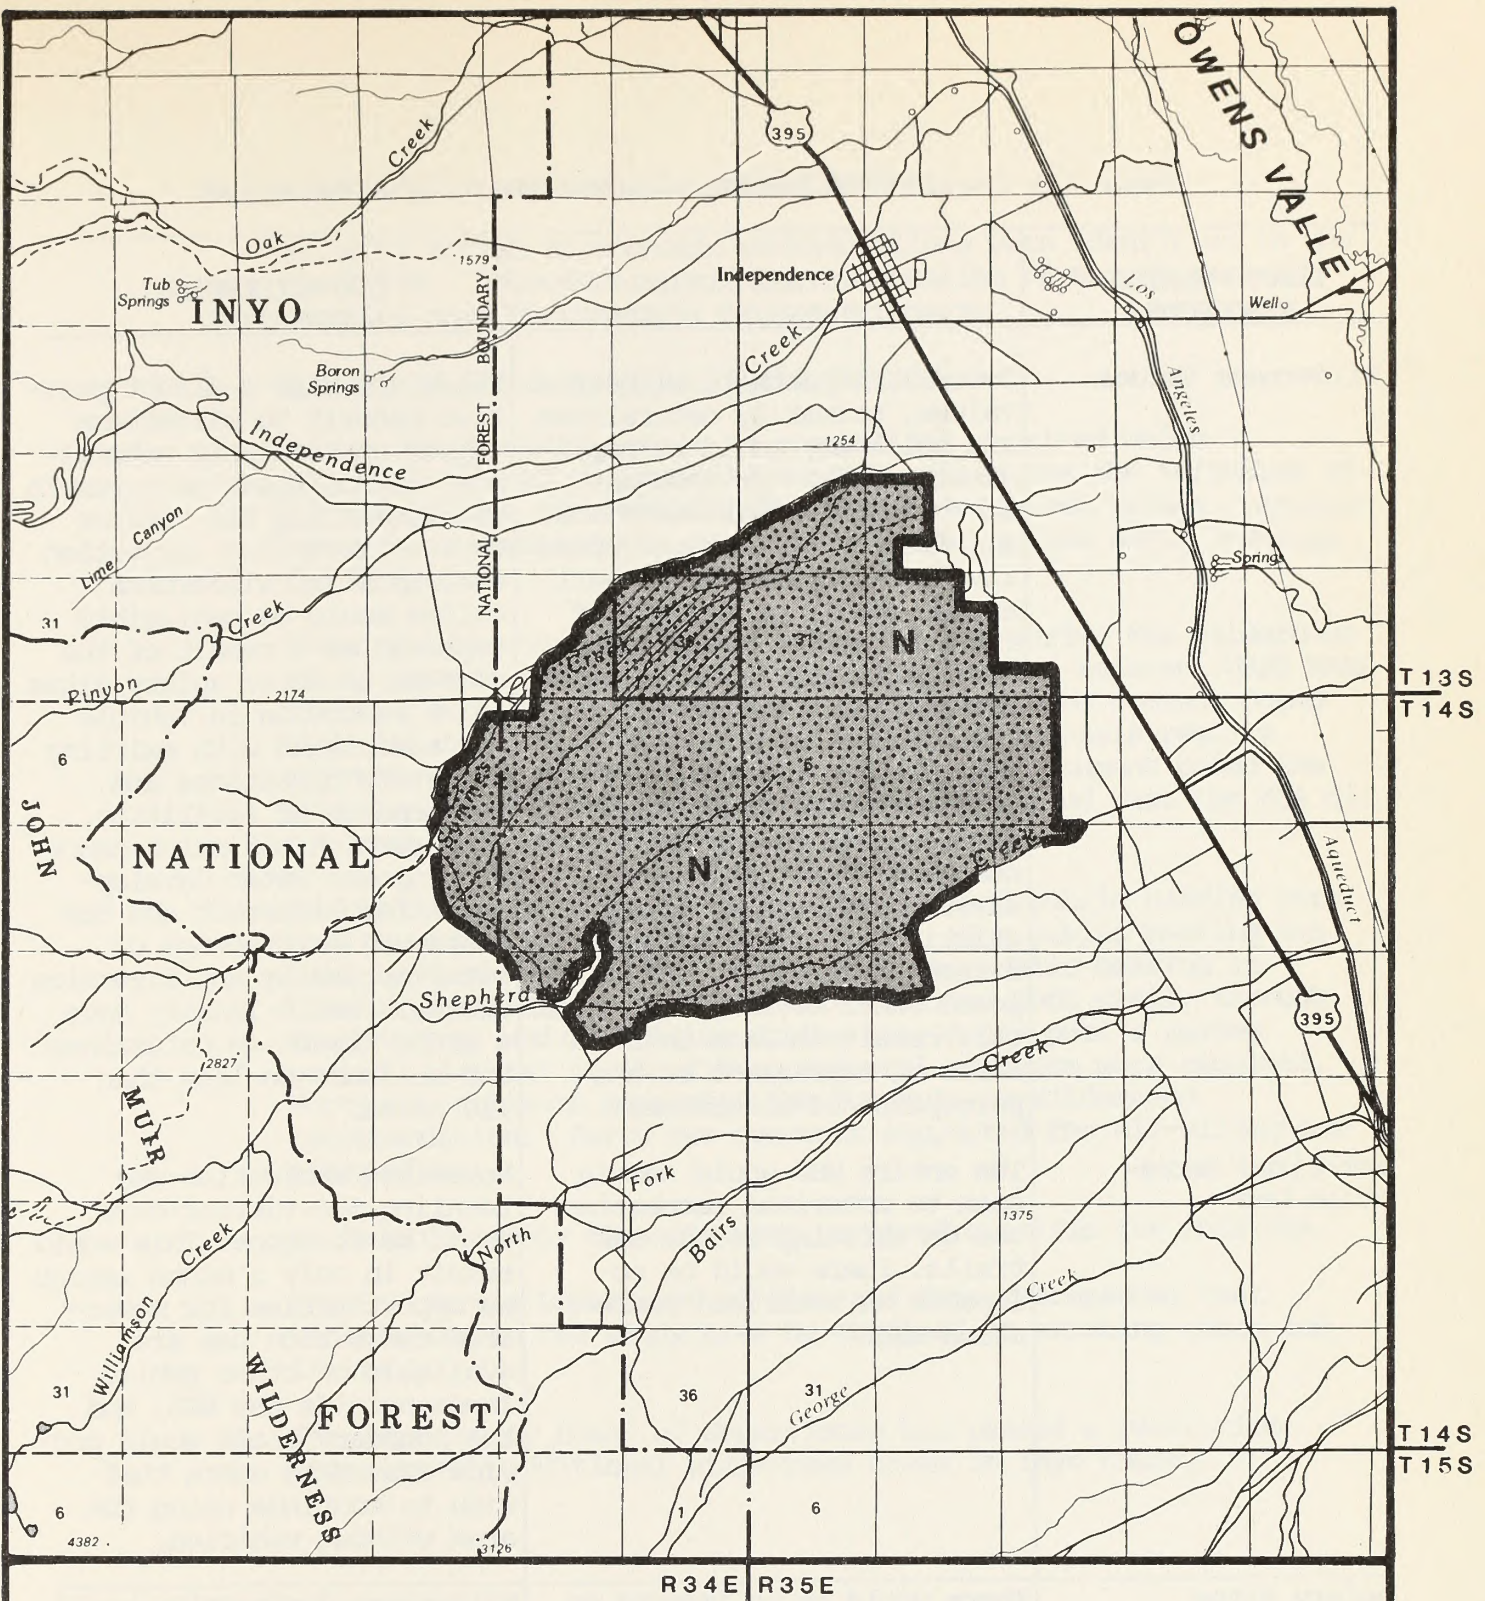 OWENS VALLEY
395
Creek
Oak
1579
Tub
Springs
INYO
Independence
Los
Well
NATIONAL FOREST BOUNDARY
Creek
Boron
Springs
Angeles
Independence
1254
Canyon
Lime
Springs
31
Creek
Creek
36
31
N
Pinyon
2174
T13S
T14S
6
1
6
Symmes
JOHN
NATIONAL
N
Creek
Aqueduct
Shepherd
395
2827
Creek
MUIR
Fork
1375
North
Bairs
Creek
Creek
Williamson
WILDERNESS
31
36
31
George
FOREST
T14S
T15S
6
1
6
4382
3126
R34E
R35E